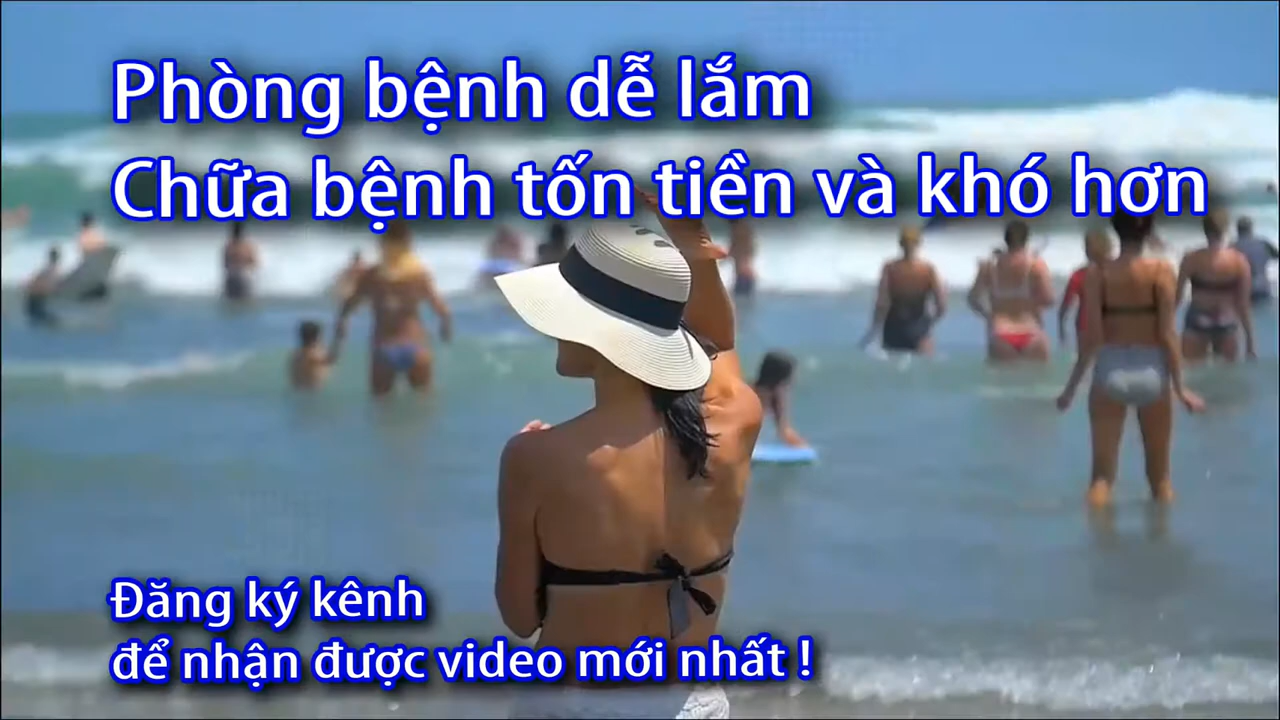 Phòng bệnh dễ lắm
Chữa bệnh tốn tiền và khó hơn
Đăng ký kênh
để nhận được video mới nhất !